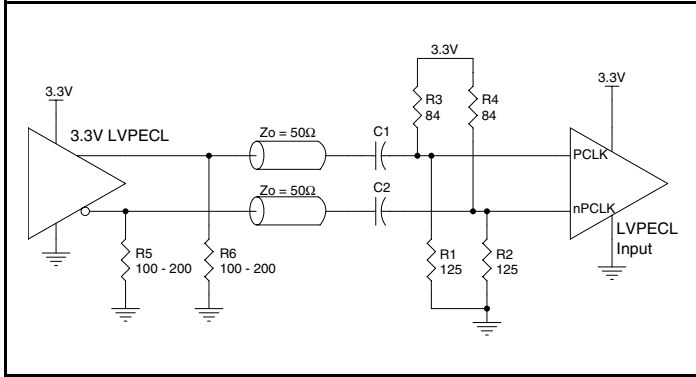 3.3V
3.3V
3.3V
R3
84
R4
84
3.3V LVPECL
Zo = 50Ω
C1
PCLK
Zo = 50Ω
C2
nPCLK
LVPECL
Input
R5
100 - 200
R6
100 - 200
R1
125
R2
125